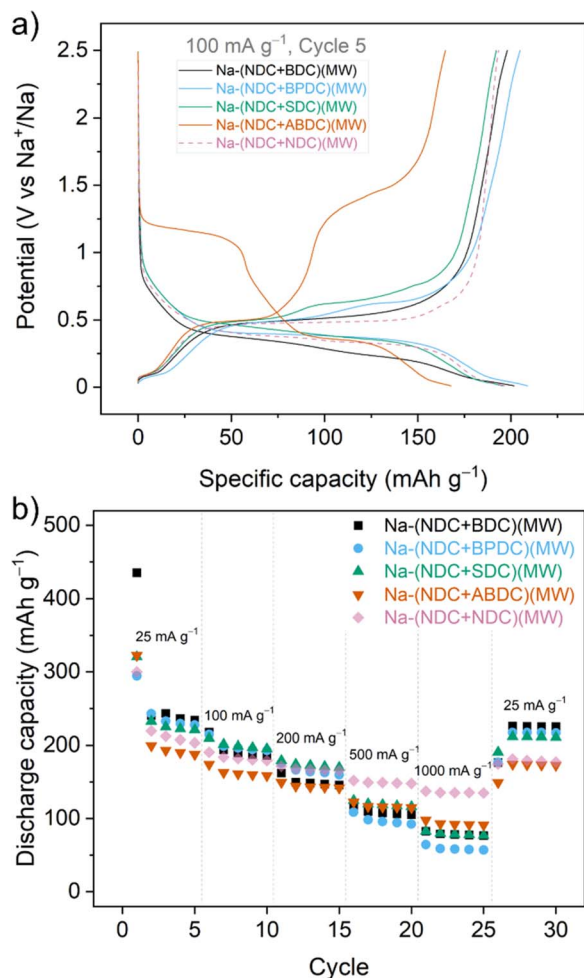 a)
2.5
2.0
1.5
1.0
0.5
0
Potential (V vs Na⁺/Na)
100 mA g⁻¹, Cycle 5
Na-(NDC+BDC)(MW)
Na-(NDC+BPDC)(MW)
Na-(NDC+SDC)(MW)
Na-(NDC+ABDC)(MW)
Na-(NDC+NDC)(MW)
0
50
100
150
200
Specific capacity (mAh g⁻¹)
b)
500
400
300
200
100
0
Discharge capacity (mAh g⁻¹)
Na-(NDC+BDC)(MW)
Na-(NDC+BPDC)(MW)
Na-(NDC+SDC)(MW)
Na-(NDC+ABDC)(MW)
Na-(NDC+NDC)(MW)
25 mA g⁻¹
100 mA g⁻¹
200 mA g⁻¹
500 mA g⁻¹
1000 mA g⁻¹
25 mA g⁻¹
0
5
10
15
20
25
30
Cycle